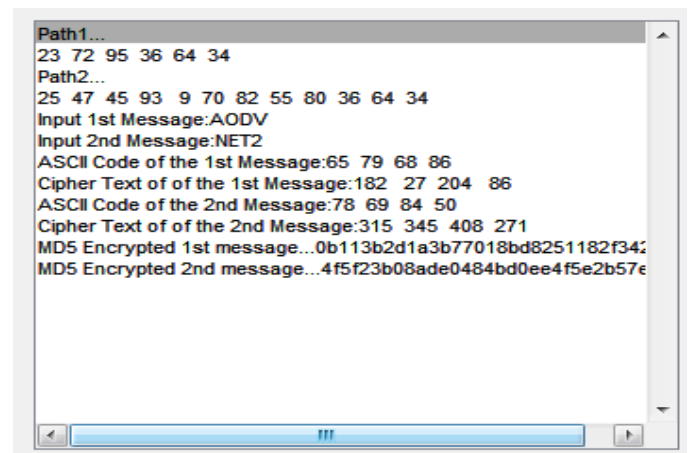 Path1...
23 72 95 36 64 34
Path2...
25 47 45 93 9 70 82 55 80 36 64 34
Input 1st Message:AODV
Input 2nd Message:NET2
ASCII Code of the 1st Message:65 79 68 86
Cipher Text of of the 1st Message:182 27 204 86
ASCII Code of the 2nd Message:78 69 84 50
Cipher Text of of the 2nd Message:315 345 408 271
MD5 Encrypted 1st message...0b113b2d1a3b77018bd8251182f342
MD5 Encrypted 2nd message...4f5f23b08ade0484bd0ee4f5e2b57e